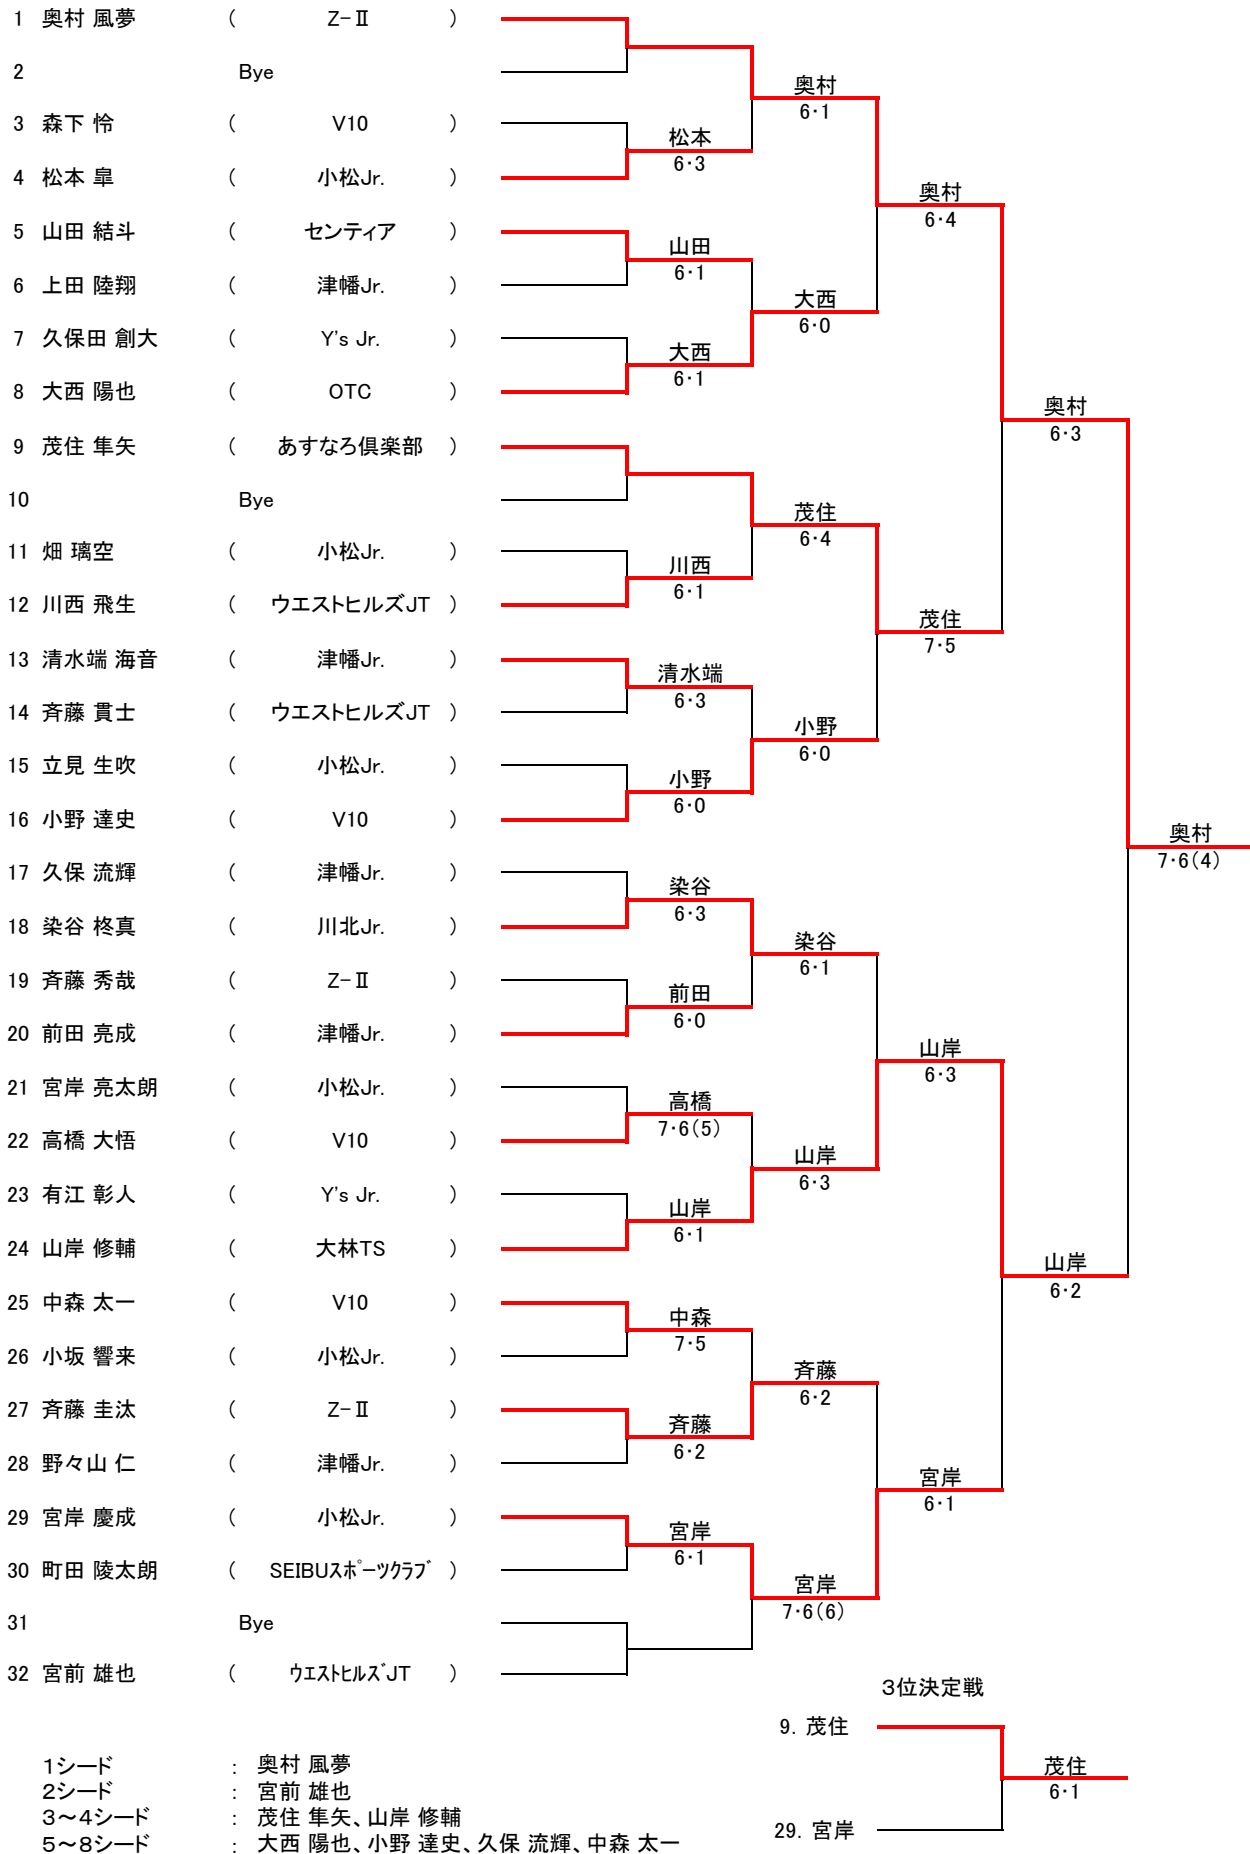 1 奥村 風夢 ( Z-Ⅱ )
2 Bye
奥村
6・1
3 森下 怜 ( V10 )
松本
6・3
4 松本 皐 ( 小松Jr. )
奥村
6・4
5 山田 結斗 ( センティア )
山田
6・1
6 上田 陸翔 ( 津幡Jr. )
大西
6・0
7 久保田 創大 ( Y's Jr. )
大西
6・1
8 大西 陽也 ( OTC )
奥村
6・3
9 茂住 隼矢 ( あすなろ倶楽部 )
10 Bye
茂住
6・4
11 畑 璃空 ( 小松Jr. )
川西
6・1
12 川西 飛生 ( ウエストヒルズJT )
茂住
7・5
13 清水端 海音 ( 津幡Jr. )
清水端
6・3
14 斉藤 貫士 ( ウエストヒルズJT )
小野
6・0
15 立見 生吹 ( 小松Jr. )
小野
6・0
16 小野 達史 ( V10 )
奥村
7・6(4)
17 久保 流輝 ( 津幡Jr. )
染谷
6・3
18 染谷 柊真 ( 川北Jr. )
染谷
6・1
19 斉藤 秀哉 ( Z-Ⅱ )
前田
6・0
20 前田 亮成 ( 津幡Jr. )
山岸
6・3
21 宮岸 亮太朗 ( 小松Jr. )
高橋
7・6(5)
22 高橋 大悟 ( V10 )
山岸
6・3
23 有江 彰人 ( Y's Jr. )
山岸
6・1
24 山岸 修輔 ( 大林TS )
山岸
6・2
25 中森 太一 ( V10 )
中森
7・5
26 小坂 響来 ( 小松Jr. )
斉藤
6・2
27 斉藤 圭汰 ( Z-Ⅱ )
斉藤
6・2
28 野々山 仁 ( 津幡Jr. )
宮岸
6・1
29 宮岸 慶成 ( 小松Jr. )
宮岸
6・1
30 町田 陵太朗 ( SEIBUスポーツクラブ )
宮岸
7・6(6)
31 Bye
32 宮前 雄也 ( ウエストヒルズJT )
3位決定戦
9. 茂住
茂住
6・1
29. 宮岸
1シード : 奥村 風夢
2シード : 宮前 雄也
3～4シード : 茂住 隼矢、山岸 修輔
5～8シード : 大西 陽也、小野 達史、久保 流輝、中森 太一